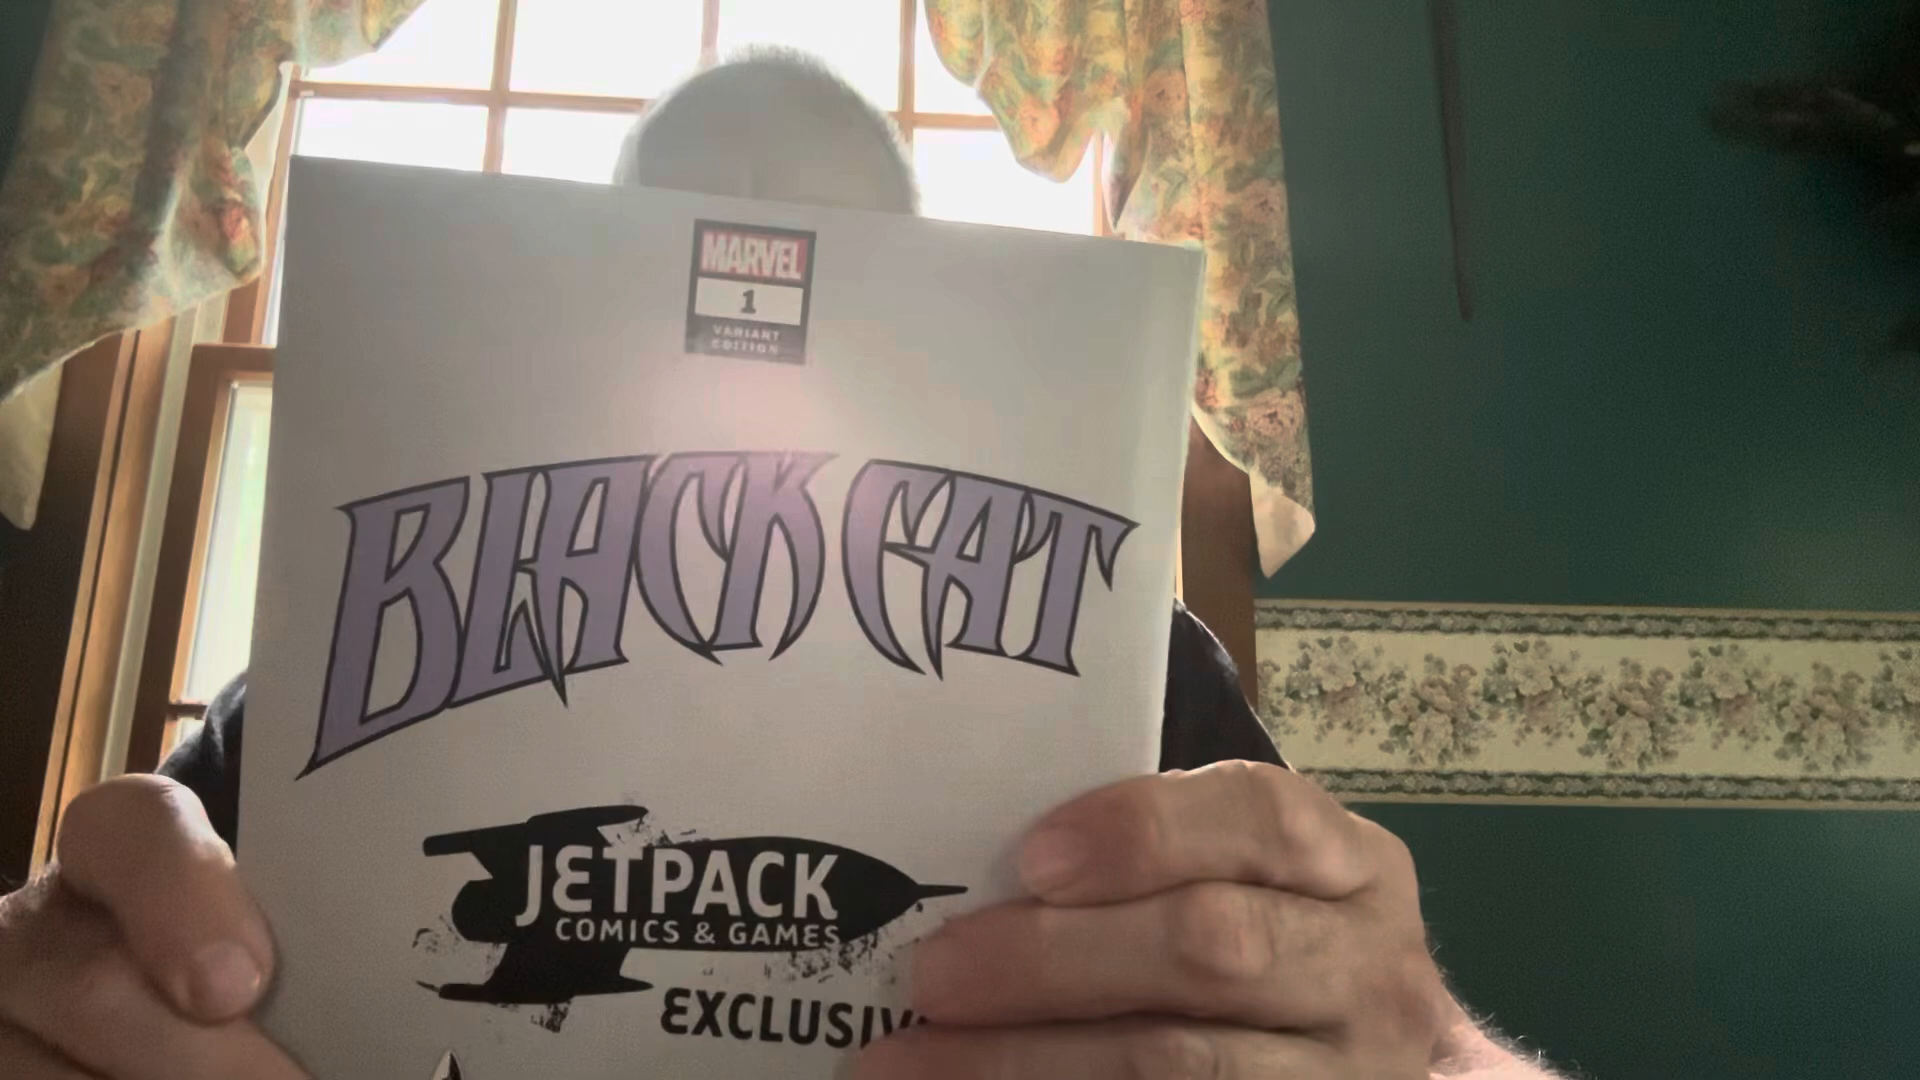 MARVEL
1
VARIANT
EDITION
BLACK CAT
JETPACK
COMICS & GAMES